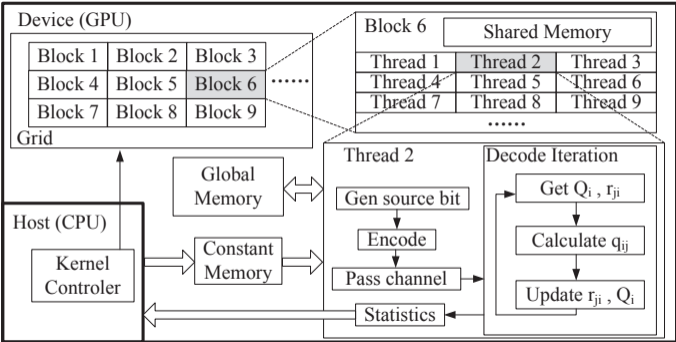 Device (GPU)
Block 1 Block 2 Block 3
Block 4 Block 5 Block 6 ······
Block 7 Block 8 Block 9
Grid
Block 6
Shared Memory
Thread 1 Thread 2 Thread 3
Thread 4 Thread 5 Thread 6
Thread 7 Thread 8 Thread 9
······
Global
Memory
Host (CPU)
Kernel
Controler
Constant
Memory
Thread 2
Gen source bit
Encode
Pass channel
Statistics
Decode Iteration
Get Qi , rji
Calculate qij
Update rji , Qi